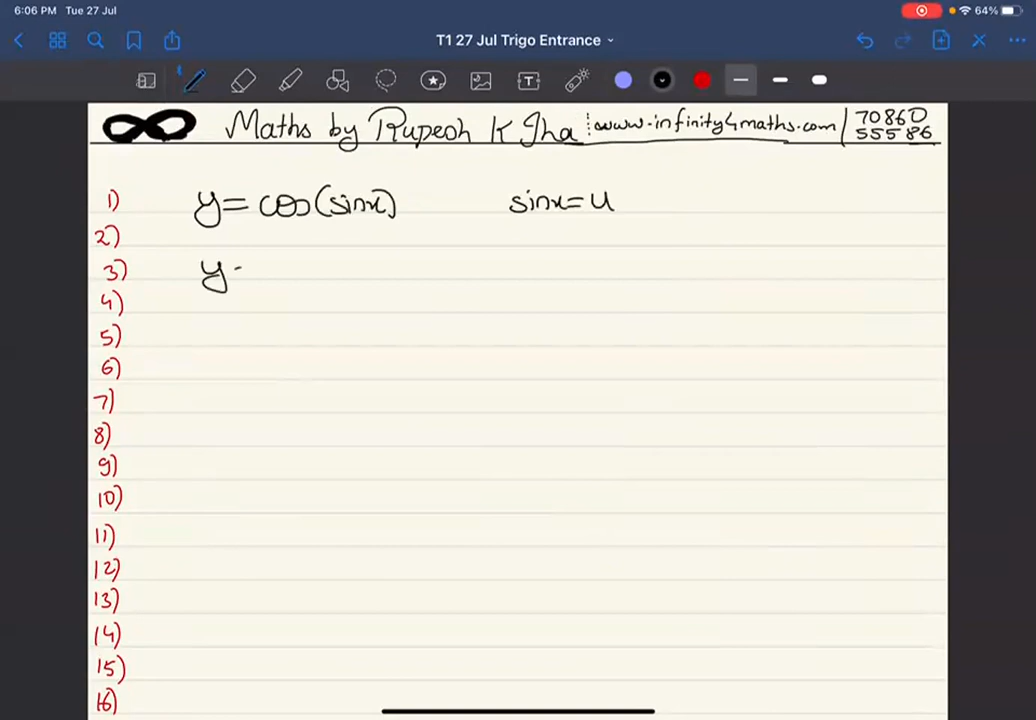 6:06 PM Tue 27 Jul 64%
T1 27 Jul Trigo Entrance
Maths by Rupesh K Jha www.infinity4maths.com 70860 55586
1) y = cos(sinx) sinx = u
2)
3) y -
4)
5)
6)
7)
8)
9)
10)
11)
12)
13)
14)
15)
16)